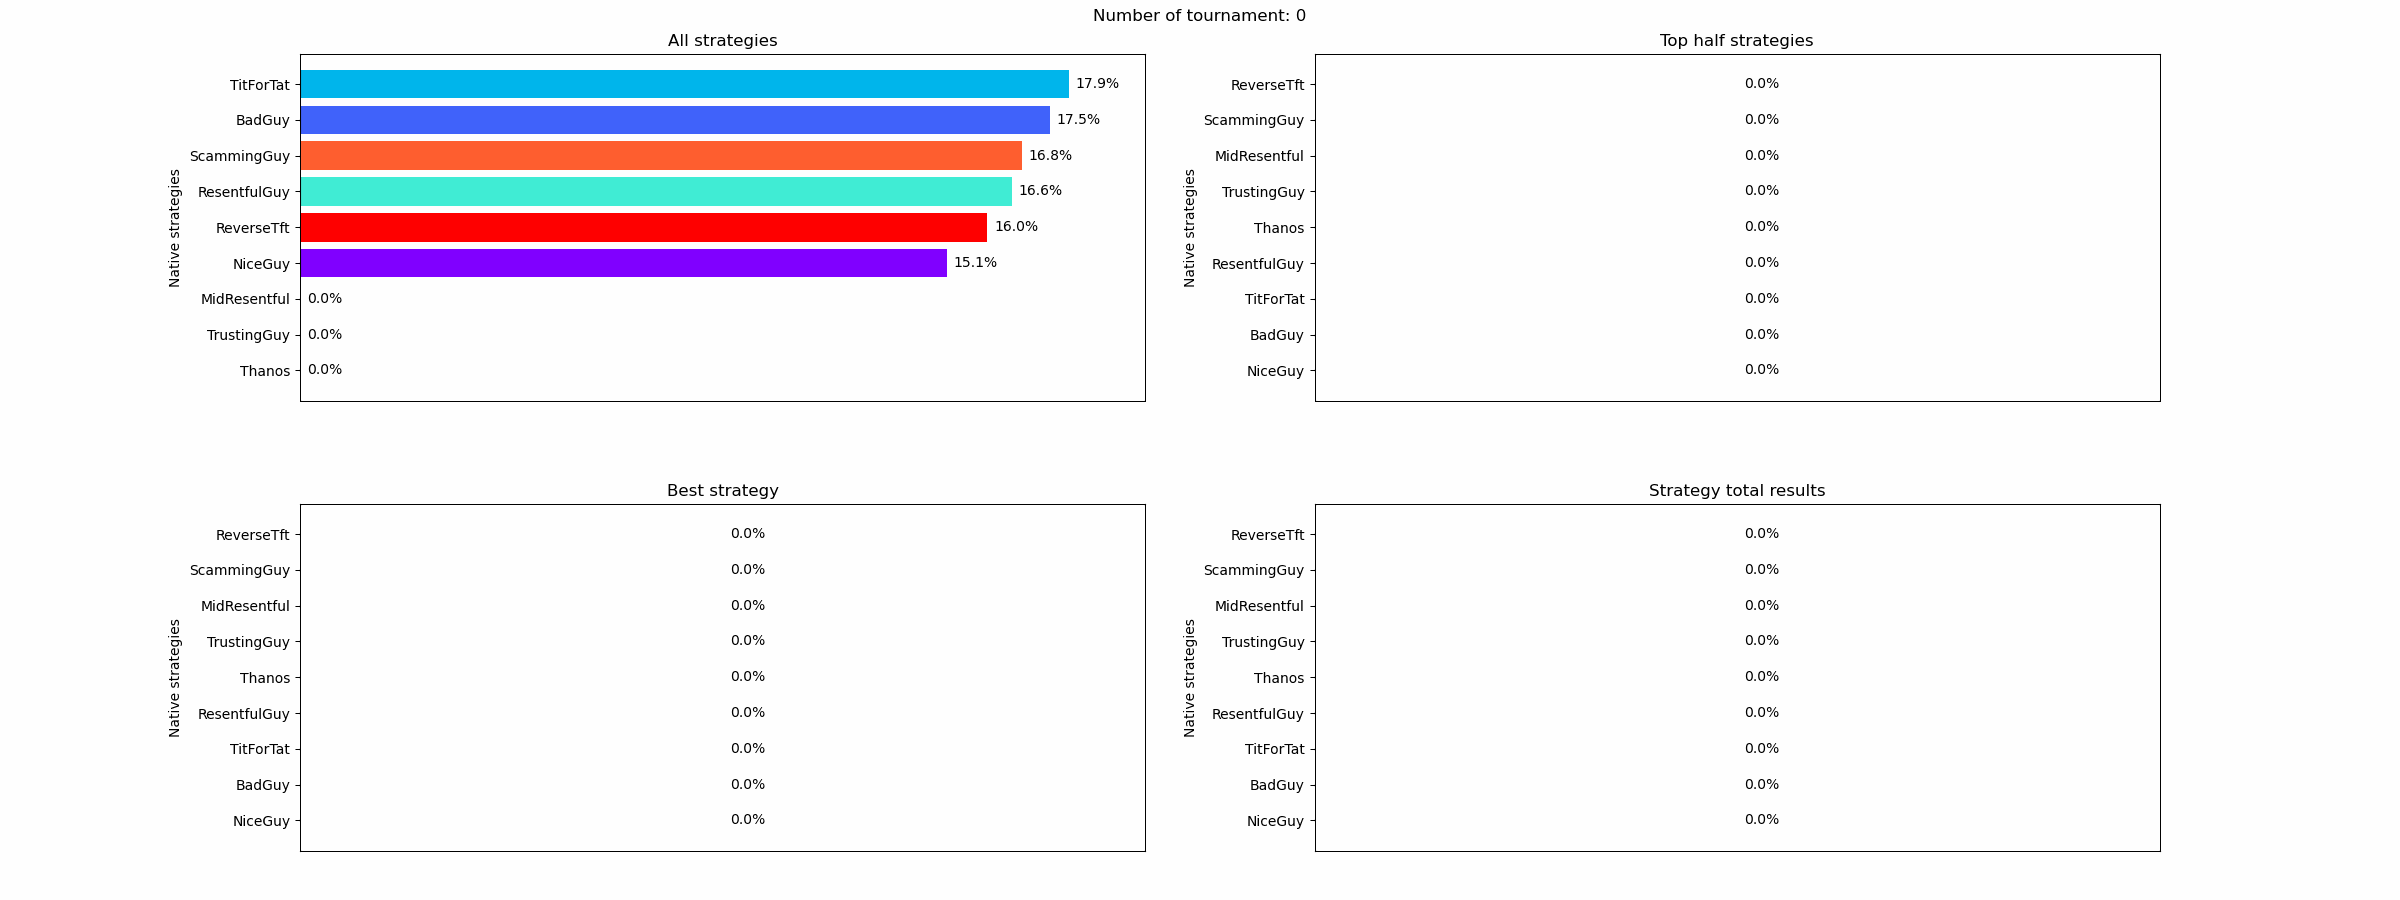 Number of tournament: 0
All strategies
Native strategies
TitForTat 17.9%
BadGuy 17.5%
ScammingGuy 16.8%
ResentfulGuy 16.6%
ReverseTft 16.0%
NiceGuy 15.1%
MidResentful 0.0%
TrustingGuy 0.0%
Thanos 0.0%
Top half strategies
Native strategies
ReverseTft 0.0%
ScammingGuy 0.0%
MidResentful 0.0%
TrustingGuy 0.0%
Thanos 0.0%
ResentfulGuy 0.0%
TitForTat 0.0%
BadGuy 0.0%
NiceGuy 0.0%
Best strategy
Native strategies
ReverseTft 0.0%
ScammingGuy 0.0%
MidResentful 0.0%
TrustingGuy 0.0%
Thanos 0.0%
ResentfulGuy 0.0%
TitForTat 0.0%
BadGuy 0.0%
NiceGuy 0.0%
Strategy total results
Native strategies
ReverseTft 0.0%
ScammingGuy 0.0%
MidResentful 0.0%
TrustingGuy 0.0%
Thanos 0.0%
ResentfulGuy 0.0%
TitForTat 0.0%
BadGuy 0.0%
NiceGuy 0.0%